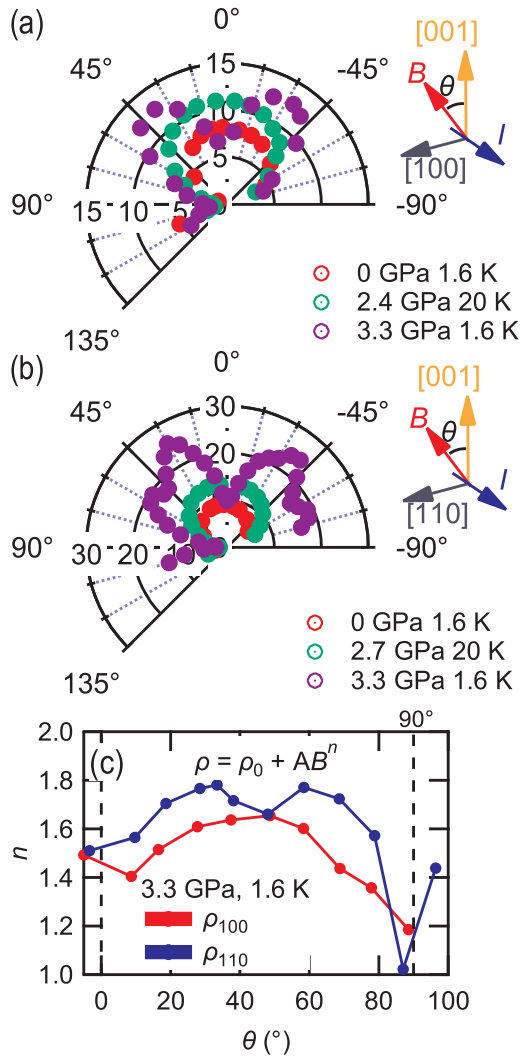 (a)
0°
45°
-45°
15
10
5
[001]
B
θ
I
[100]
90°
15
10
5
0
-90°
135°
0 GPa 1.6 K
2.4 GPa 20 K
3.3 GPa 1.6 K
(b)
0°
45°
-45°
30
20
[001]
B
θ
I
[1̄10]
90°
30
20
10
0
-90°
135°
0 GPa 1.6 K
2.7 GPa 20 K
3.3 GPa 1.6 K
90°
(c)
ρ = ρ₀ + ABⁿ
2.0
1.8
1.6
1.4
1.2
1.0
n
3.3 GPa, 1.6 K
ρ₁₀₀
ρ₁₁₀
0
20
40
60
80
100
θ (°)